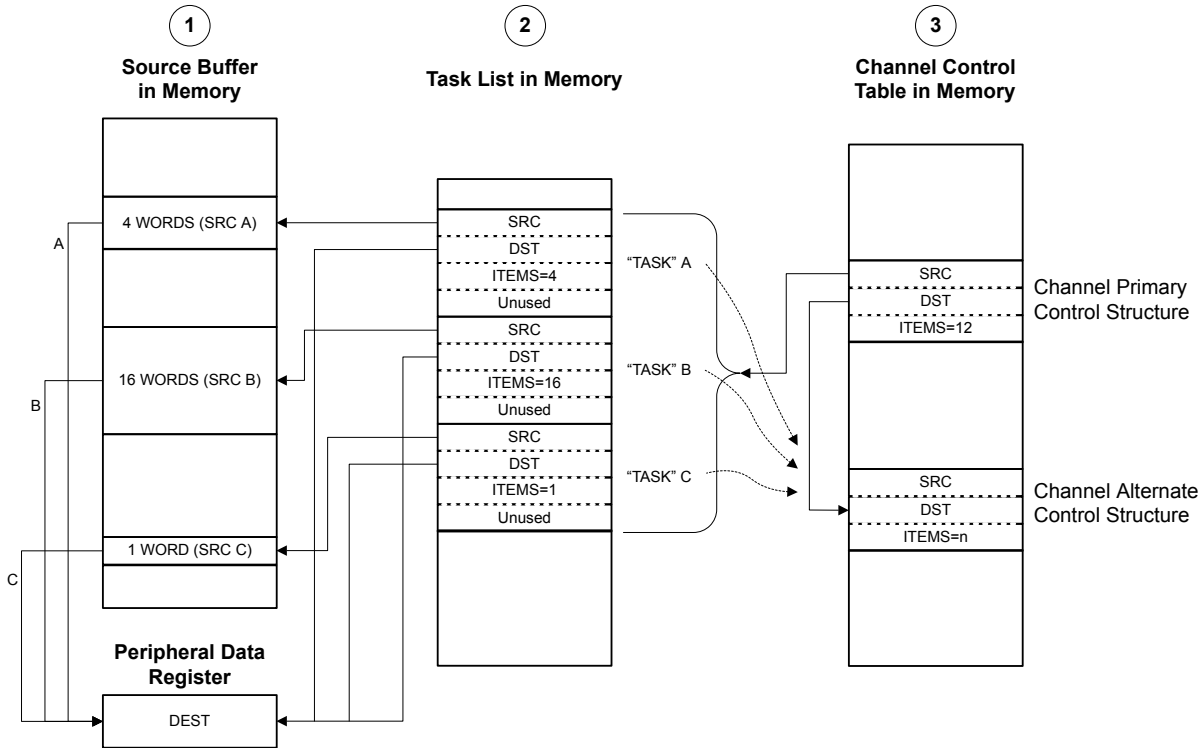 1
Source Buffer
in Memory
4 WORDS (SRC A)
A
16 WORDS (SRC B)
B
1 WORD (SRC C)
C
Peripheral Data
Register
DEST
2
Task List in Memory
SRC
DST
ITEMS=4
Unused
SRC
DST
ITEMS=16
Unused
SRC
DST
ITEMS=1
Unused
“TASK” A
“TASK” B
“TASK” C
3
Channel Control
Table in Memory
SRC
DST
ITEMS=12
Channel Primary
Control Structure
SRC
DST
ITEMS=n
Channel Alternate
Control Structure